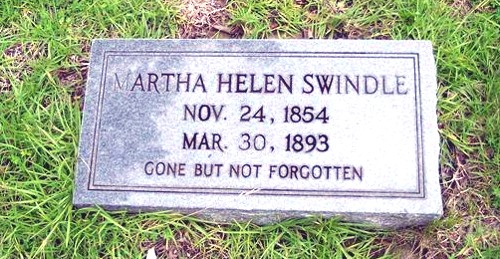 MARTHA HELEN SWINDLE
NOV. 24, 1854
MAR. 30, 1893
GONE BUT NOT FORGOTTEN